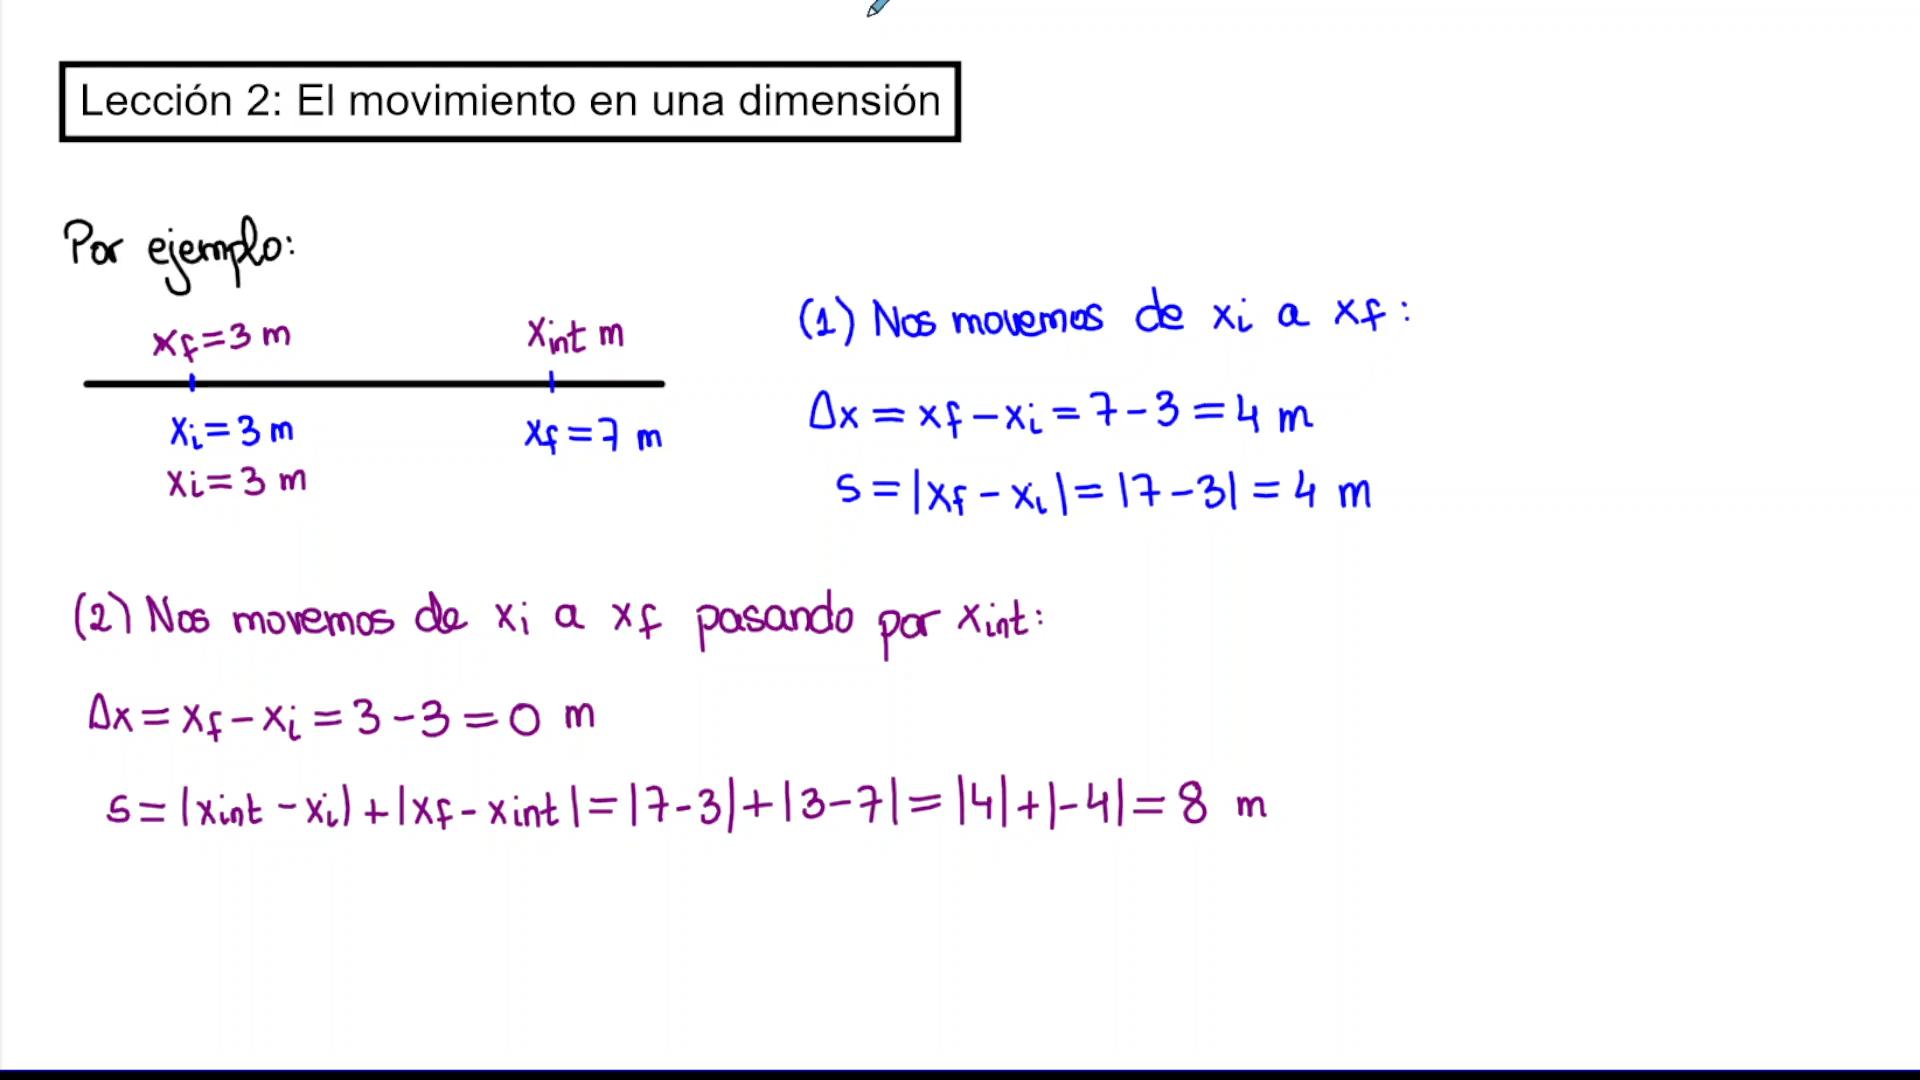 Lección 2: El movimiento en una dimensión
Por ejemplo:
xf=3 m
xint m
xi=3 m
xf=7 m
xi=3 m
(1) Nos movemos de xi a xf:
Δx = xf-xi = 7-3 = 4 m
s = |xf - xi| = |7-3| = 4 m
(2) Nos movemos de xi a xf pasando por xint:
Δx = xf-xi = 3-3 = 0 m
s = |xint - xi| + |xf - xint| = |7-3| + |3-7| = |4| + |-4| = 8 m